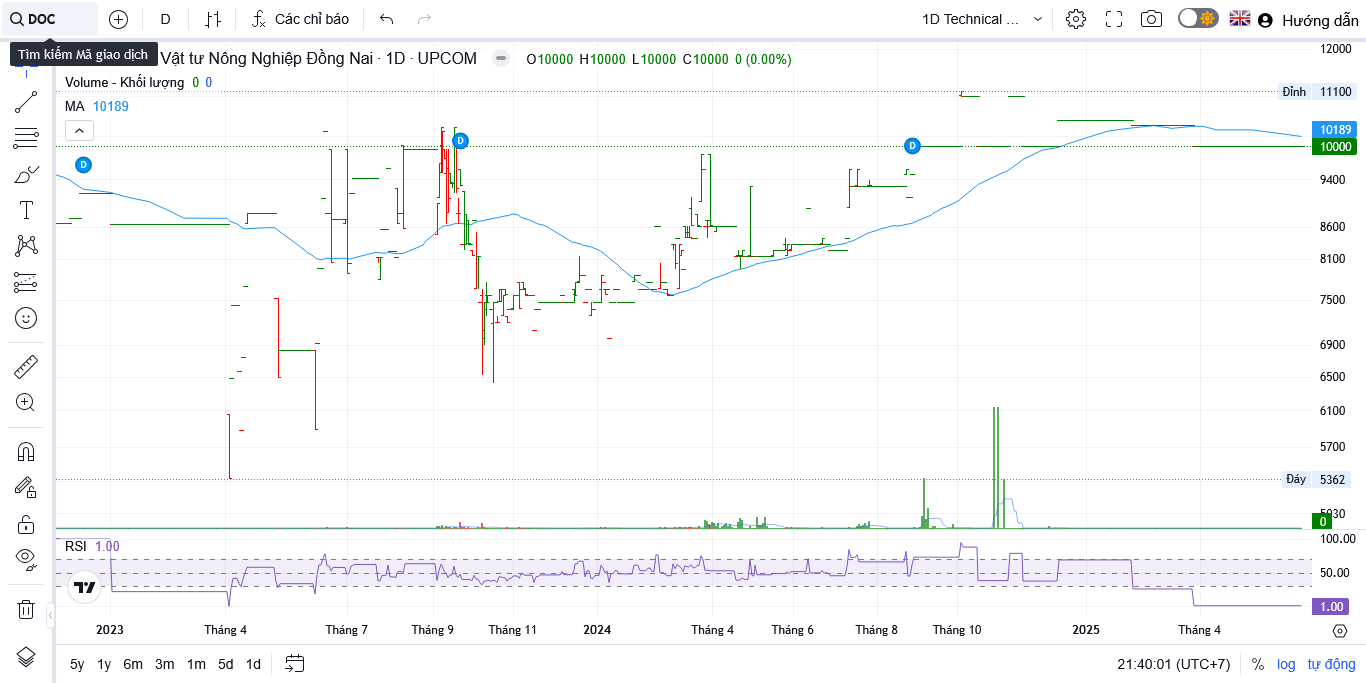 DOC D Các chỉ báo 1D Technical ... Hướng dẫn
Tìm kiếm Mã giao dịch
Vật tư Nông Nghiệp Đồng Nai · 1D · UPCOM O10000 H10000 L10000 C10000 0 (0.00%)
Volume - Khối lượng 0 0
MA 10189
12000
Đỉnh 11100
10189
10000
D
D
D
9400
8600
8100
7500
6900
6500
6100
5700
Đáy 5362
5030
0
RSI 1.00
100.00
50.00
1.00
2023 Tháng 4 Tháng 7 Tháng 9 Tháng 11 2024 Tháng 4 Tháng 6 Tháng 8 Tháng 10 2025 Tháng 4
5y 1y 6m 3m 1m 5d 1d 21:40:01 (UTC+7) % log tự động